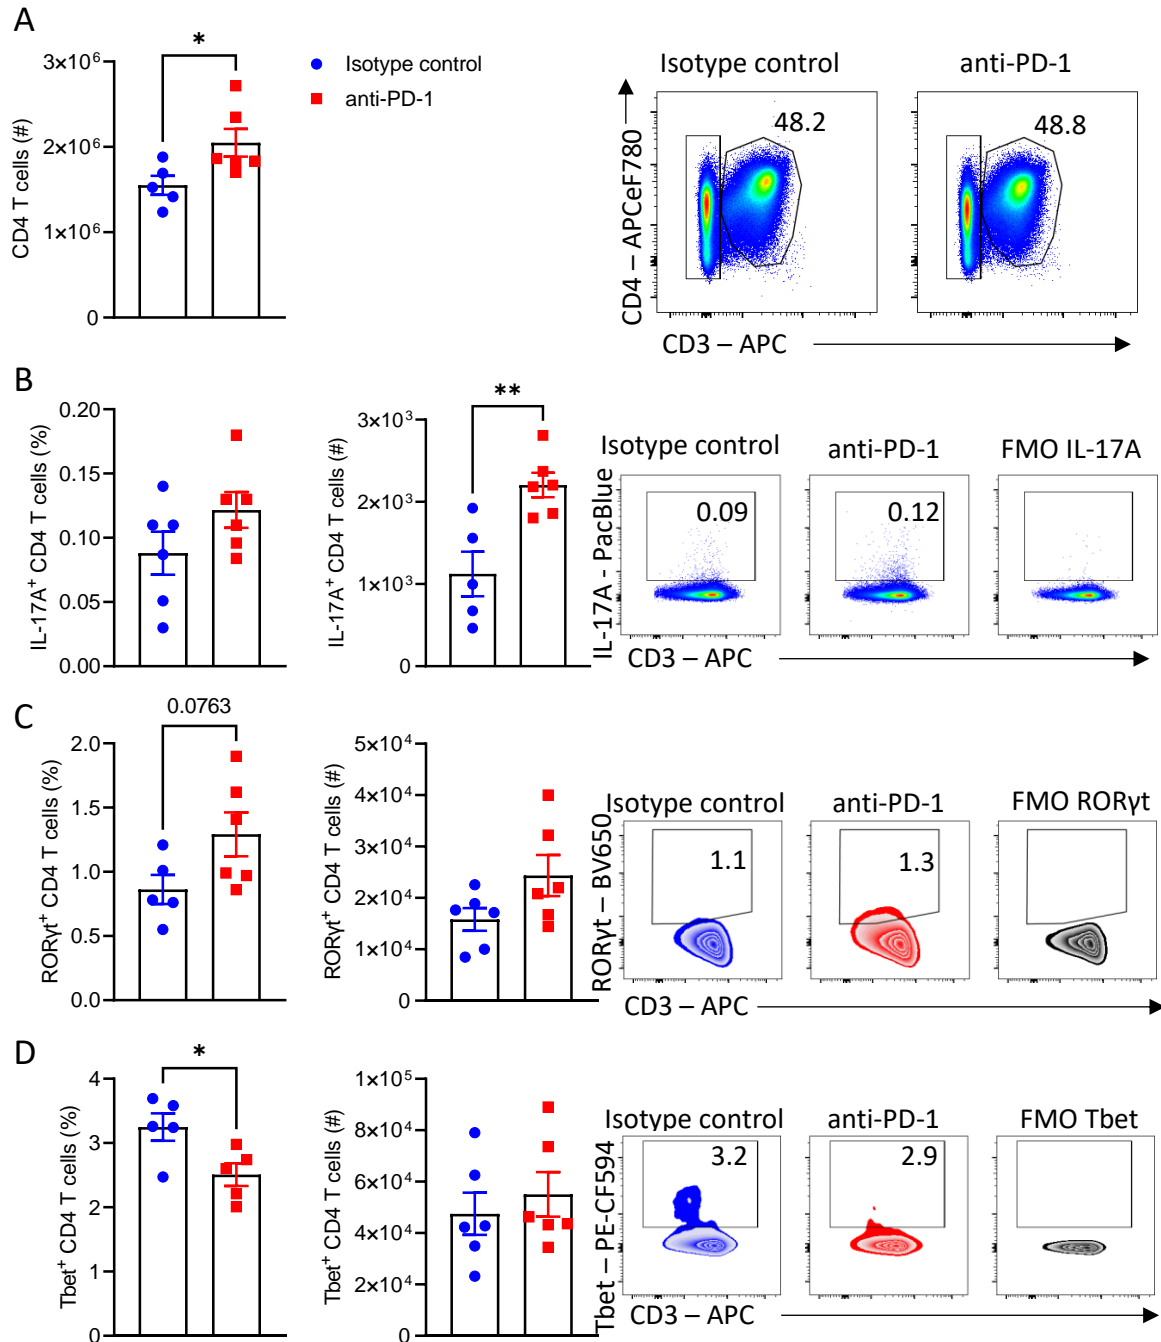 A
CD4 T cells (#)
3×10⁶
2×10⁶
1×10⁶
0
*
Isotype control
anti-PD-1
Isotype control
anti-PD-1
48.2
48.8
CD4 – APCeF780
CD3 – APC
B
IL-17A⁺ CD4 T cells (%)
0.20
0.15
0.10
0.05
0.00
IL-17A⁺ CD4 T cells (#)
3×10³
2×10³
1×10³
0
**
Isotype control
anti-PD-1
FMO IL-17A
0.09
0.12
IL-17A - PacBlue
CD3 – APC
C
RORγt⁺ CD4 T cells (%)
2.0
1.5
1.0
0.5
0.0
0.0763
RORγt⁺ CD4 T cells (#)
5×10⁴
4×10⁴
3×10⁴
2×10⁴
1×10⁴
0
Isotype control
anti-PD-1
FMO RORγt
1.1
1.3
RORγt – BV650
CD3 – APC
D
Tbet⁺ CD4 T cells (%)
4
3
2
1
0
*
Tbet⁺ CD4 T cells (#)
1×10⁵
8×10⁴
6×10⁴
4×10⁴
2×10⁴
0
Isotype control
anti-PD-1
FMO Tbet
3.2
2.9
Tbet – PE-CF594
CD3 – APC